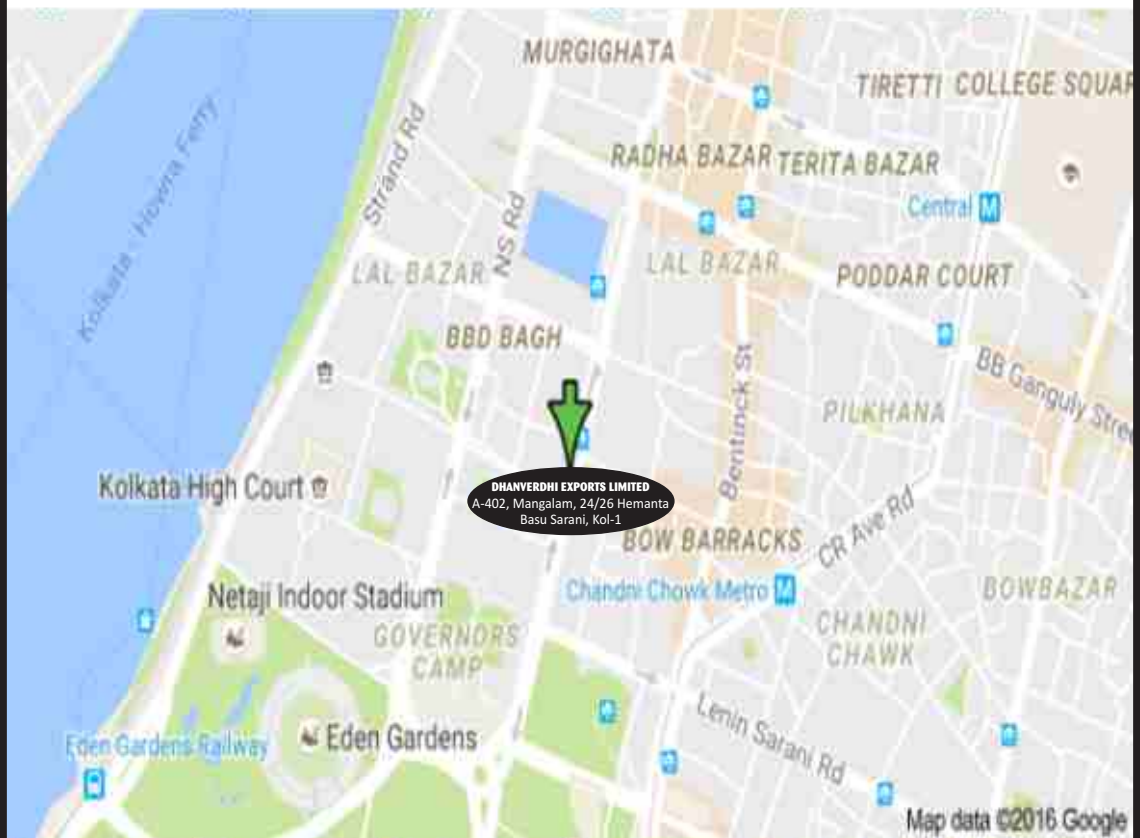 MURGIGHATA
TIRETTI COLLEGE SQUAR
Kolkata - Howna Ferry
Strand Rd
RADHA BAZAR
TERITA BAZAR
Central M
NS Rd
LAL BAZAR
LAL BAZAR
PODDAR COURT
BBD BAGH
BB Ganguly Stree
Bentinck St
PILKHANA
Kolkata High Court
DHANVERDHI EXPORTS LIMITED
A-402, Mangalam, 24/26 Hemanta
Basu Sarani, Kol-1
BOW BARRACKS
CR Ave Rd
Chandni Chowk Metro M
BOWBAZAR
Netaji Indoor Stadium
GOVERNORS
CAMP
CHANDNI
CHAWK
Lenin Sarani Rd
Eden Gardens
Eden Gardens Railway
Map data ©2016 Google